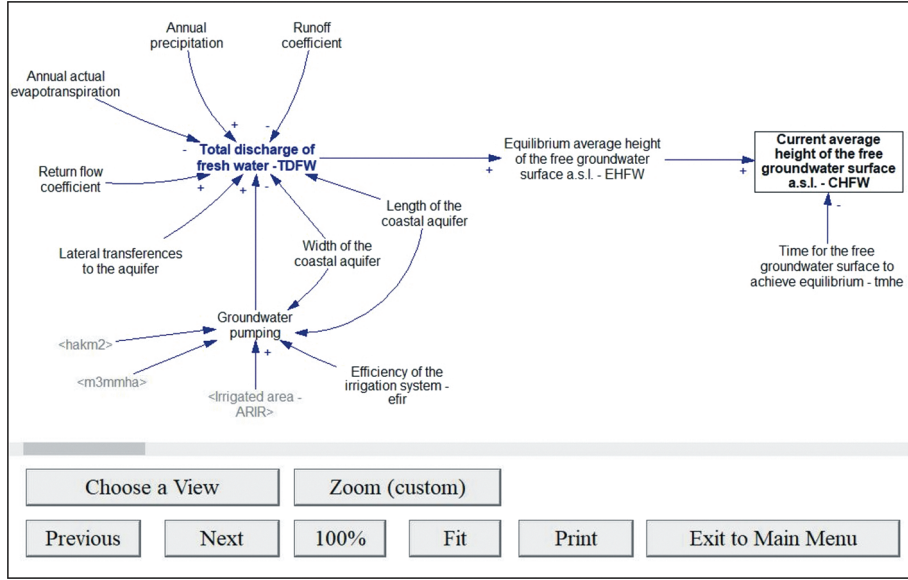 Annual
precipitation
Runoff
coefficient
Annual actual
evapotranspiration
+
-
-
Total discharge of
fresh water -TDFW
Return flow
coefficient
+
+
-
Equilibrium average height
of the free groundwater
surface a.s.l. - EHFW
+
Current average
height of the free
groundwater surface
a.s.l. - CHFW
+
-
Length of the
coastal aquifer
Lateral transferences
to the aquifer
Width of the
coastal aquifer
Time for the free
groundwater surface to
achieve equilibrium - tmhe
Groundwater
pumping
<hakm2>
+
<m3mmha>
Efficiency of the
irrigation system -
efir
<Irrigated area -
ARIR>
Choose a View
Zoom (custom)
Previous
Next
100%
Fit
Print
Exit to Main Menu